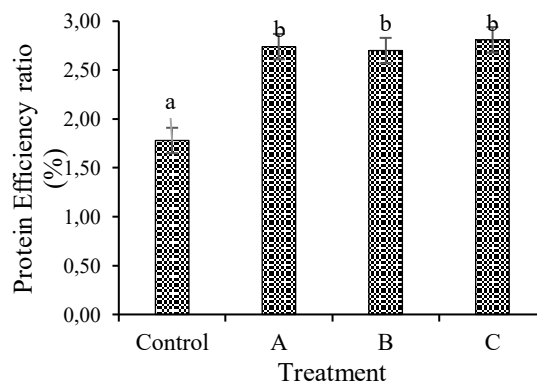 Protein Efficiency ratio
(%)
3,00
2,50
2,00
1,50
1,00
0,50
0,00
a
b
b
b
Control
A
B
C
Treatment